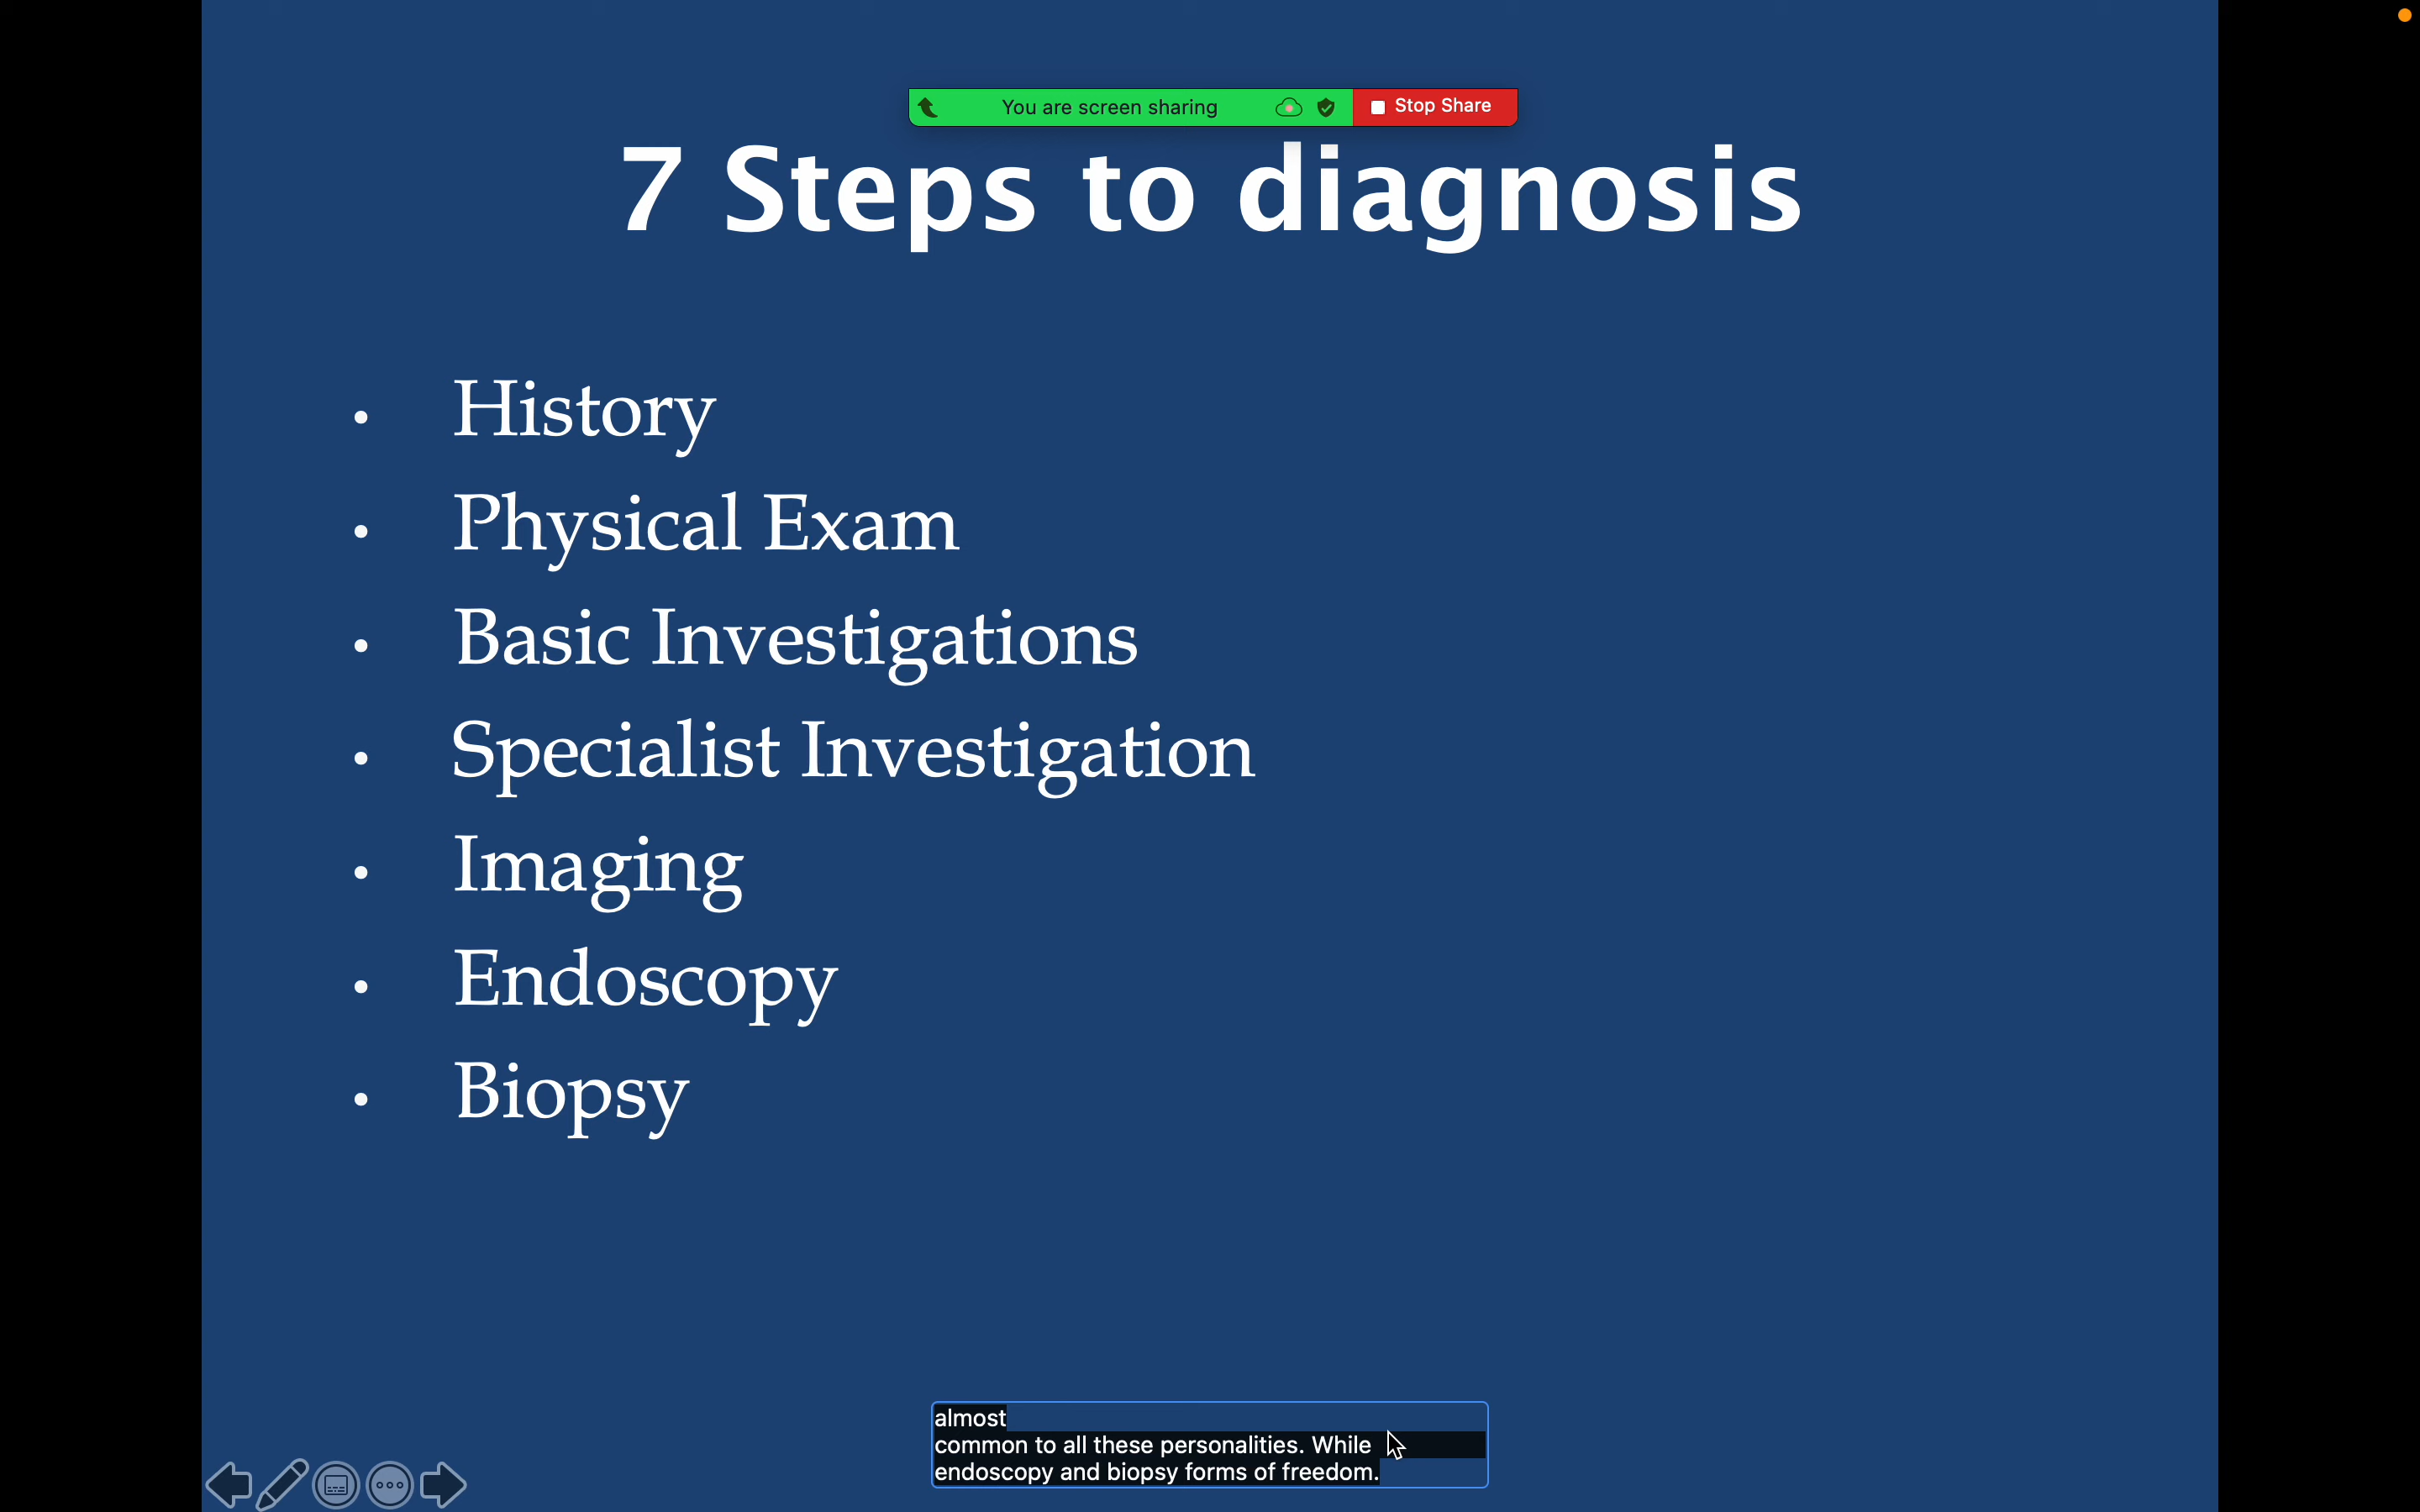 You are screen sharing
Stop Share
7 Steps to diagnosis
• History
• Physical Exam
• Basic Investigations
• Specialist Investigation
• Imaging
• Endoscopy
• Biopsy
almost
common to all these personalities. While
endoscopy and biopsy forms of freedom.